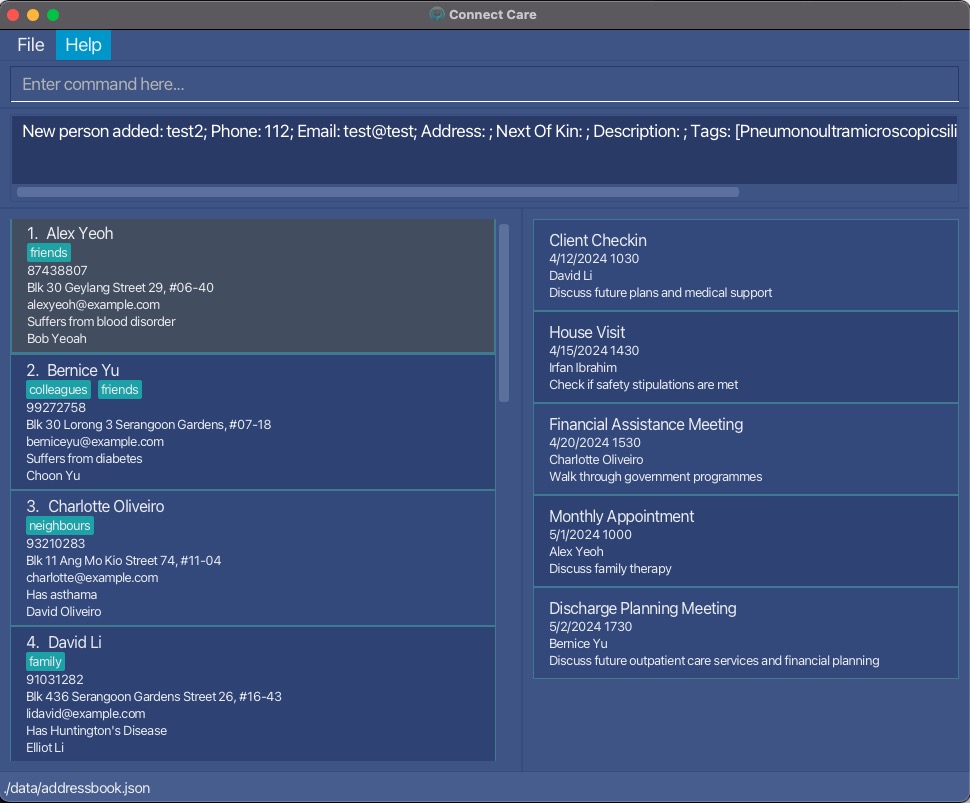 Connect Care
File Help
Enter command here...
New person added: test2; Phone: 112; Email: test@test; Address: ; Next Of Kin: ; Description: ; Tags: [Pneumonoultramicroscopicsili
1. Alex Yeoh
friends
87438807
Blk 30 Geylang Street 29, #06-40
alexyeoh@example.com
Suffers from blood disorder
Bob Yeoah
2. Bernice Yu
colleagues friends
99272758
Blk 30 Lorong 3 Serangoon Gardens, #07-18
berniceyu@example.com
Suffers from diabetes
Choon Yu
3. Charlotte Oliveiro
neighbours
93210283
Blk 11 Ang Mo Kio Street 74, #11-04
charlotte@example.com
Has asthama
David Oliveiro
4. David Li
family
91031282
Blk 436 Serangoon Gardens Street 26, #16-43
lidavid@example.com
Has Huntington's Disease
Elliot Li
Client Checkin
4/12/2024 1030
David Li
Discuss future plans and medical support
House Visit
4/15/2024 1430
Irfan Ibrahim
Check if safety stipulations are met
Financial Assistance Meeting
4/20/2024 1530
Charlotte Oliveiro
Walk through government programmes
Monthly Appointment
5/1/2024 1000
Alex Yeoh
Discuss family therapy
Discharge Planning Meeting
5/2/2024 1730
Bernice Yu
Discuss future outpatient care services and financial planning
./data/addressbook.json